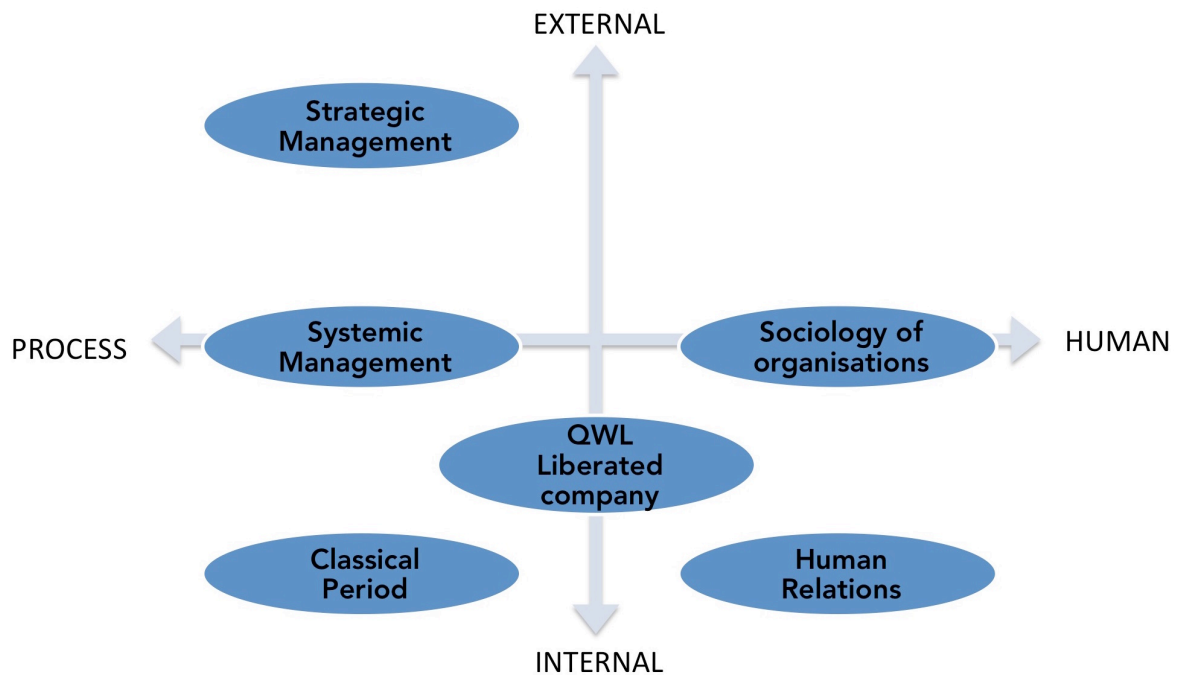 EXTERNAL
Strategic
Management
PROCESS
Systemic
Management
Sociology of
organisations
HUMAN
QWL
Liberated
company
Classical
Period
Human
Relations
INTERNAL